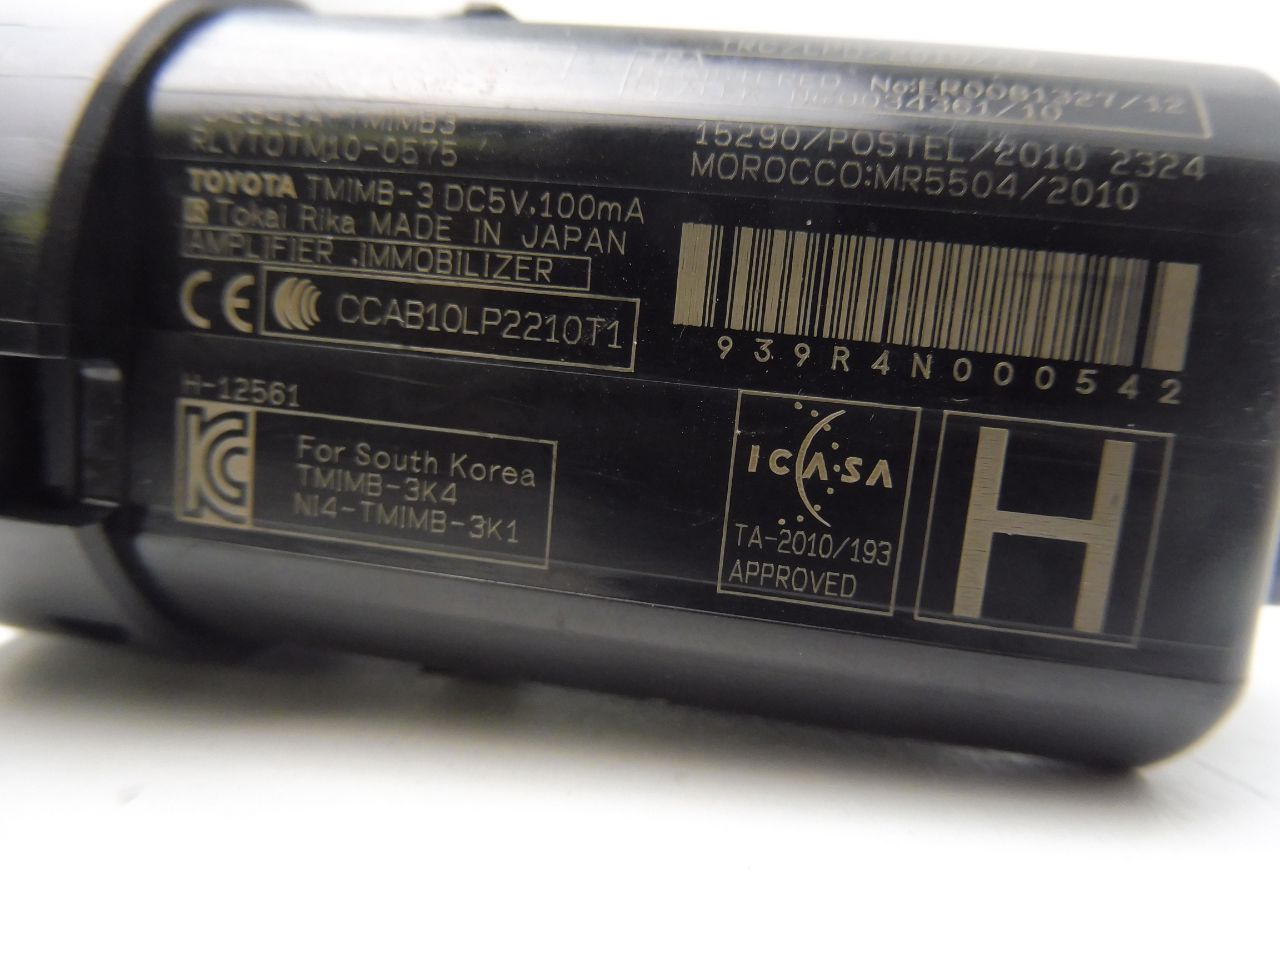 No:ER0081327/12
15290/POSTEL/2010 2324
MOROCCO:MR5504/2010
RLVTOTM10-0575
TOYOTA TMIMB-3 DC5V,100mA
Tokai Rika MADE IN JAPAN
AMPLIFIER ,IMMOBILIZER
CE CCAB10LP2210T1
939R4N000542
H-12561
For South Korea
TMIMB-3K4
NI4-TMIMB-3K1
ICASA
TA-2010/193
APPROVED
H